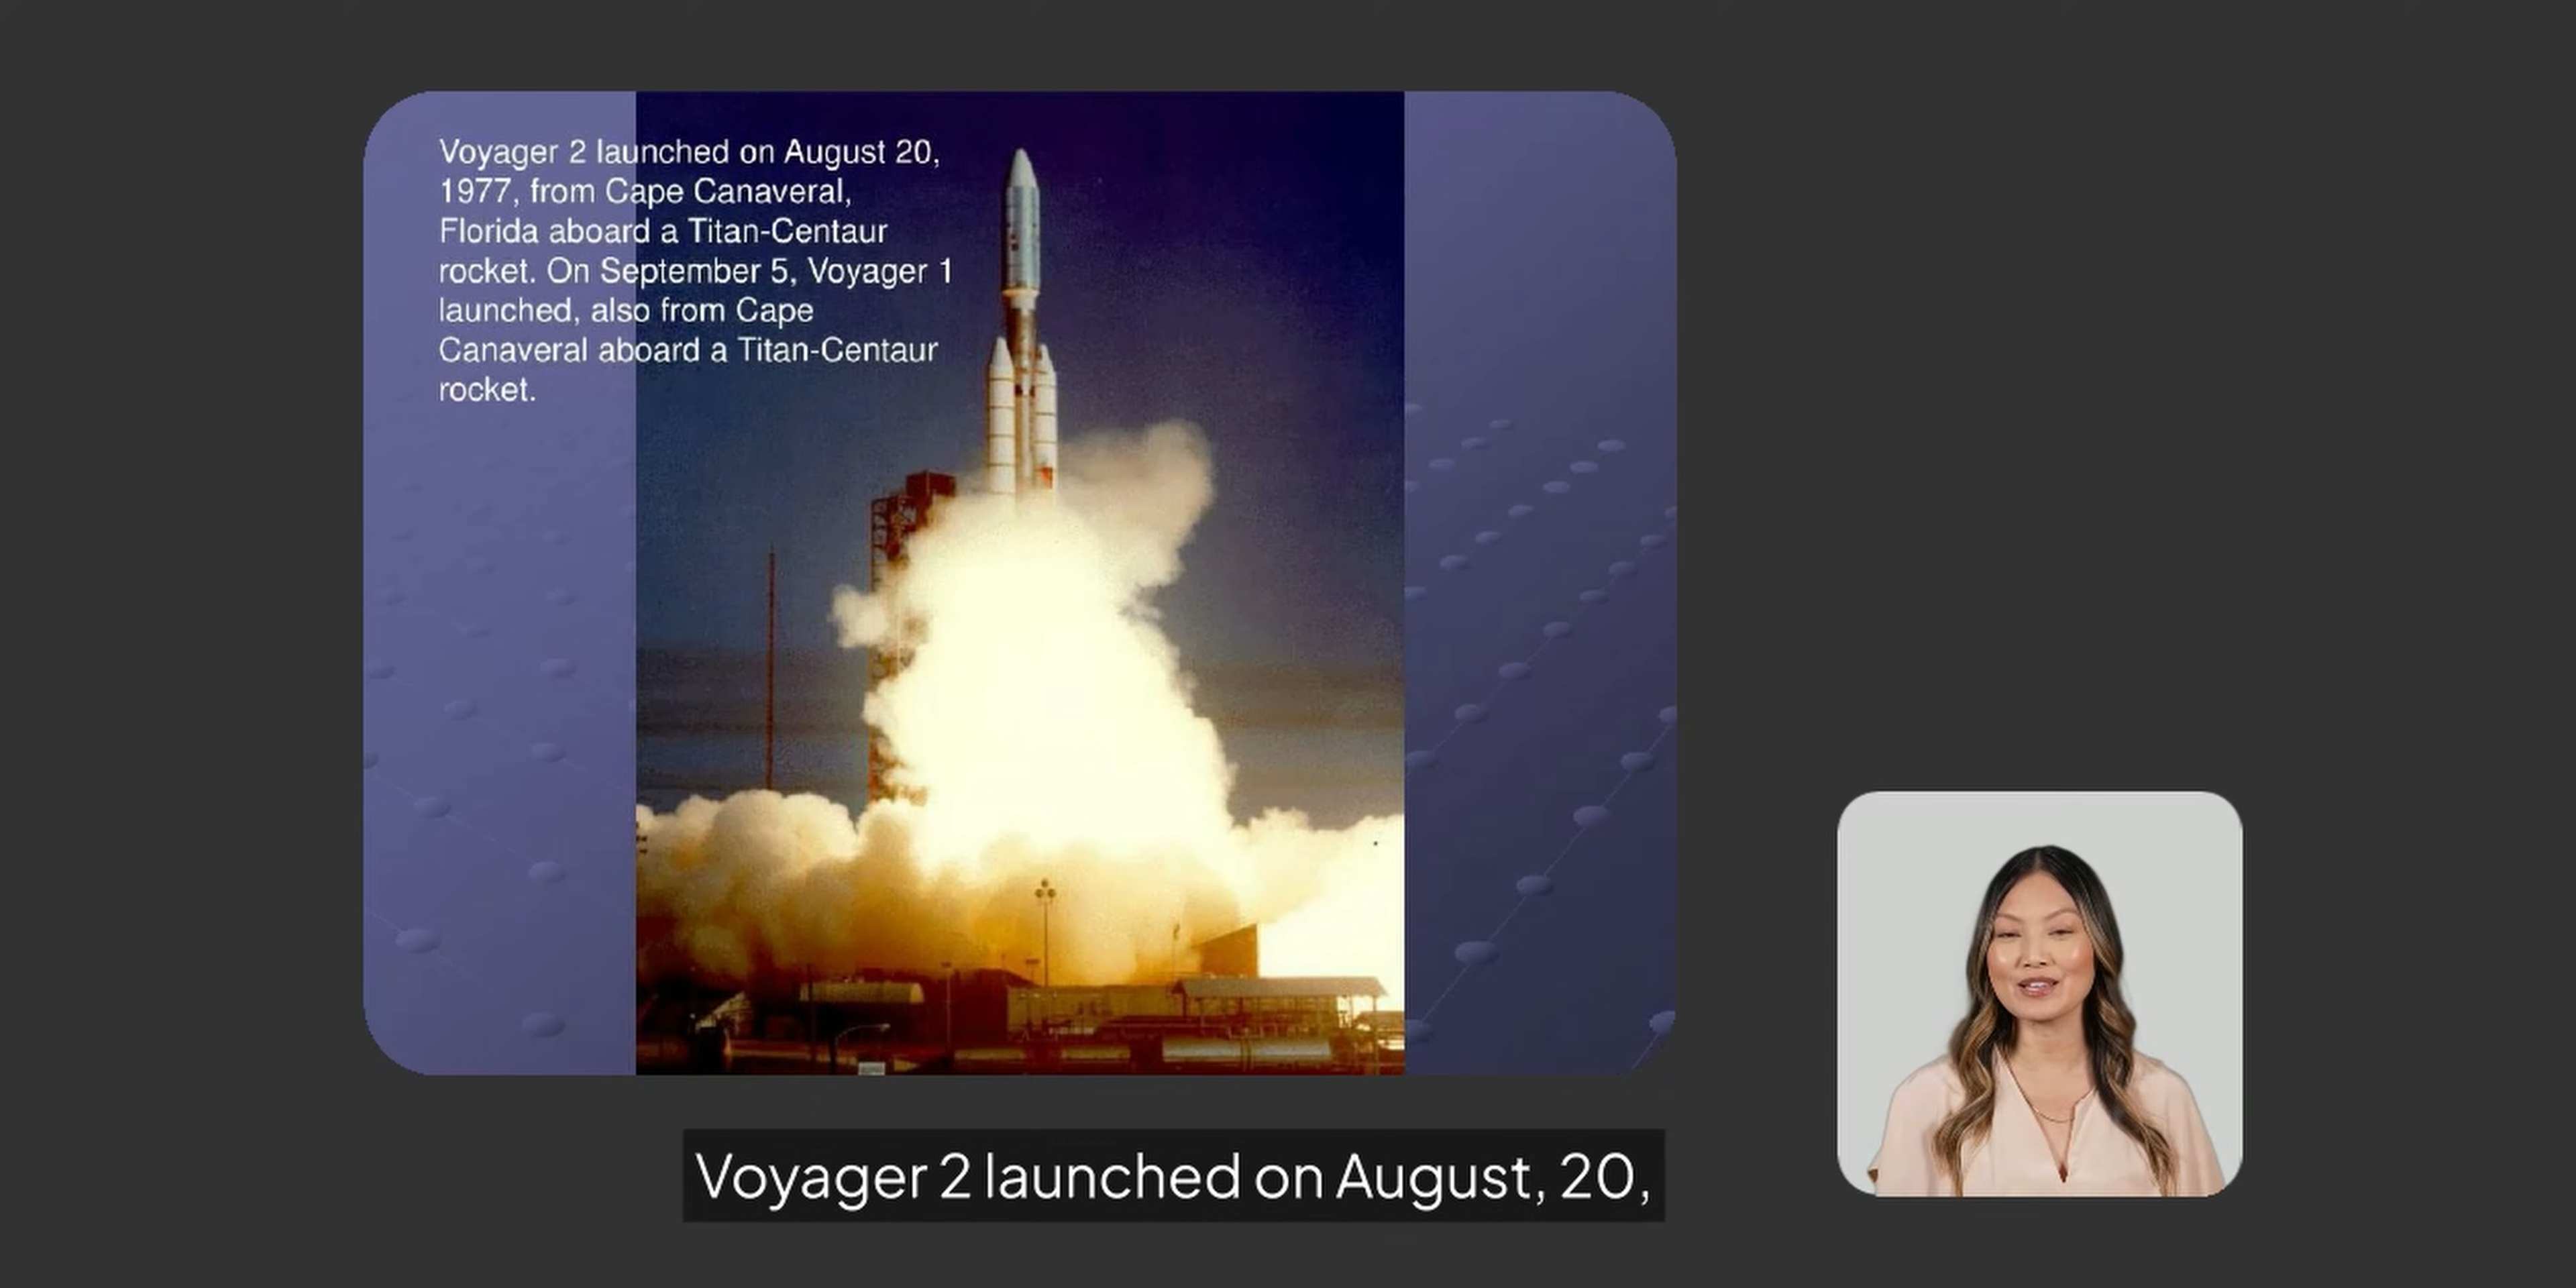 Voyager 2 launched on August 20,
1977, from Cape Canaveral,
Florida aboard a Titan-Centaur
rocket. On September 5, Voyager 1
launched, also from Cape
Canaveral aboard a Titan-Centaur
rocket.
Voyager 2 launched on August, 20,